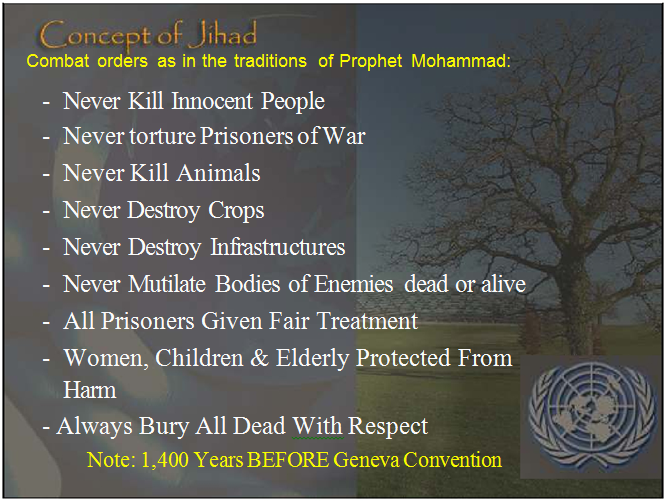 Concept of Jihad
Combat orders as in the traditions of Prophet Mohammad:
- Never Kill Innocent People
- Never torture Prisoners of War
- Never Kill Animals
- Never Destroy Crops
- Never Destroy Infrastructures
- Never Mutilate Bodies of Enemies dead or alive
- All Prisoners Given Fair Treatment
- Women, Children & Elderly Protected From
Harm
- Always Bury All Dead With Respect
Note: 1,400 Years BEFORE Geneva Convention